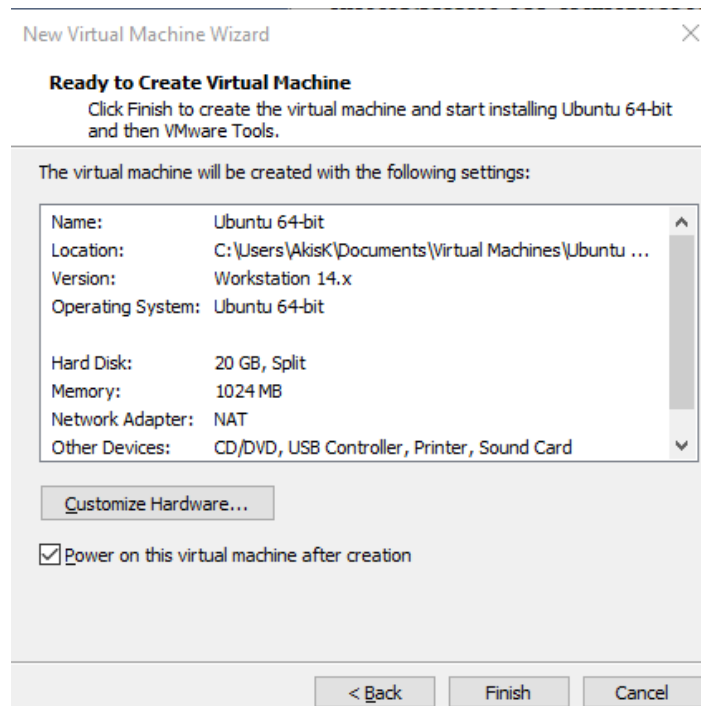 New Virtual Machine Wizard
Ready to Create Virtual Machine
Click Finish to create the virtual machine and start installing Ubuntu 64-bit
and then VMware Tools.
The virtual machine will be created with the following settings:
Name: Ubuntu 64-bit
Location: C:\Users\AkisK\Documents\Virtual Machines\Ubuntu ...
Version: Workstation 14.x
Operating System: Ubuntu 64-bit
Hard Disk: 20 GB, Split
Memory: 1024 MB
Network Adapter: NAT
Other Devices: CD/DVD, USB Controller, Printer, Sound Card
Customize Hardware...
Power on this virtual machine after creation
< Back Finish Cancel